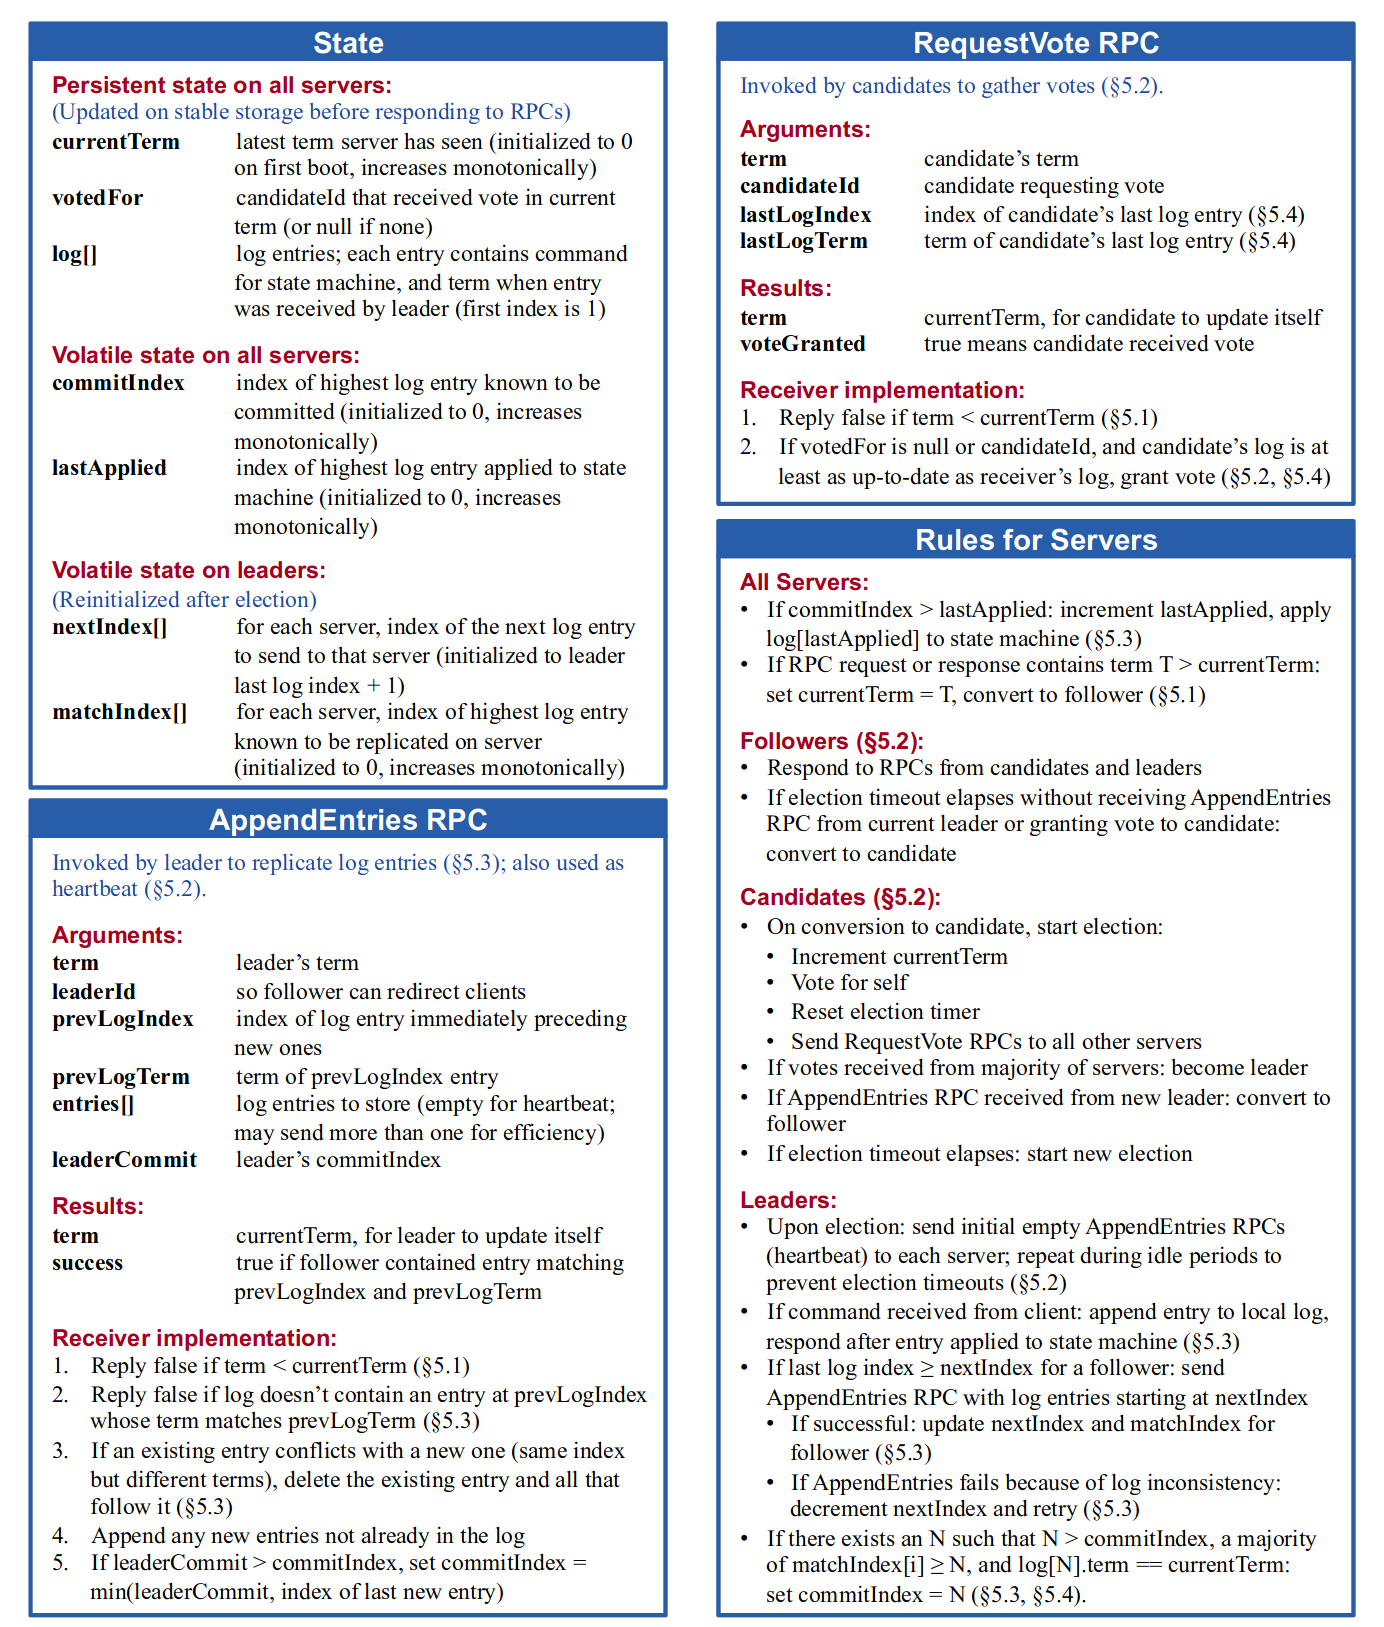 State
Persistent state on all servers:
(Updated on stable storage before responding to RPCs)
currentTerm latest term server has seen (initialized to 0
on first boot, increases monotonically)
votedFor candidateId that received vote in current
term (or null if none)
log[] log entries; each entry contains command
for state machine, and term when entry
was received by leader (first index is 1)
Volatile state on all servers:
commitIndex index of highest log entry known to be
committed (initialized to 0, increases
monotonically)
lastApplied index of highest log entry applied to state
machine (initialized to 0, increases
monotonically)
Volatile state on leaders:
(Reinitialized after election)
nextIndex[] for each server, index of the next log entry
to send to that server (initialized to leader
last log index + 1)
matchIndex[] for each server, index of highest log entry
known to be replicated on server
(initialized to 0, increases monotonically)
AppendEntries RPC
Invoked by leader to replicate log entries (§5.3); also used as
heartbeat (§5.2).
Arguments:
term leader's term
leaderId so follower can redirect clients
prevLogIndex index of log entry immediately preceding
new ones
prevLogTerm term of prevLogIndex entry
entries[] log entries to store (empty for heartbeat;
may send more than one for efficiency)
leaderCommit leader's commitIndex
Results:
term currentTerm, for leader to update itself
success true if follower contained entry matching
prevLogIndex and prevLogTerm
Receiver implementation:
1. Reply false if term < currentTerm (§5.1)
2. Reply false if log doesn't contain an entry at prevLogIndex
whose term matches prevLogTerm (§5.3)
3. If an existing entry conflicts with a new one (same index
but different terms), delete the existing entry and all that
follow it (§5.3)
4. Append any new entries not already in the log
5. If leaderCommit > commitIndex, set commitIndex =
min(leaderCommit, index of last new entry)
RequestVote RPC
Invoked by candidates to gather votes (§5.2).
Arguments:
term candidate's term
candidateId candidate requesting vote
lastLogIndex index of candidate's last log entry (§5.4)
lastLogTerm term of candidate's last log entry (§5.4)
Results:
term currentTerm, for candidate to update itself
voteGranted true means candidate received vote
Receiver implementation:
1. Reply false if term < currentTerm (§5.1)
2. If votedFor is null or candidateId, and candidate's log is at
least as up-to-date as receiver's log, grant vote (§5.2, §5.4)
Rules for Servers
All Servers:
• If commitIndex > lastApplied: increment lastApplied, apply
log[lastApplied] to state machine (§5.3)
• If RPC request or response contains term T > currentTerm:
set currentTerm = T, convert to follower (§5.1)
Followers (§5.2):
• Respond to RPCs from candidates and leaders
• If election timeout elapses without receiving AppendEntries
RPC from current leader or granting vote to candidate:
convert to candidate
Candidates (§5.2):
• On conversion to candidate, start election:
• Increment currentTerm
• Vote for self
• Reset election timer
• Send RequestVote RPCs to all other servers
• If votes received from majority of servers: become leader
• If AppendEntries RPC received from new leader: convert to
follower
• If election timeout elapses: start new election
Leaders:
• Upon election: send initial empty AppendEntries RPCs
(heartbeat) to each server; repeat during idle periods to
prevent election timeouts (§5.2)
• If command received from client: append entry to local log,
respond after entry applied to state machine (§5.3)
• If last log index ≥ nextIndex for a follower: send
AppendEntries RPC with log entries starting at nextIndex
• If successful: update nextIndex and matchIndex for
follower (§5.3)
• If AppendEntries fails because of log inconsistency:
decrement nextIndex and retry (§5.3)
• If there exists an N such that N > commitIndex, a majority
of matchIndex[i] ≥ N, and log[N].term == currentTerm:
set commitIndex = N (§5.3, §5.4).